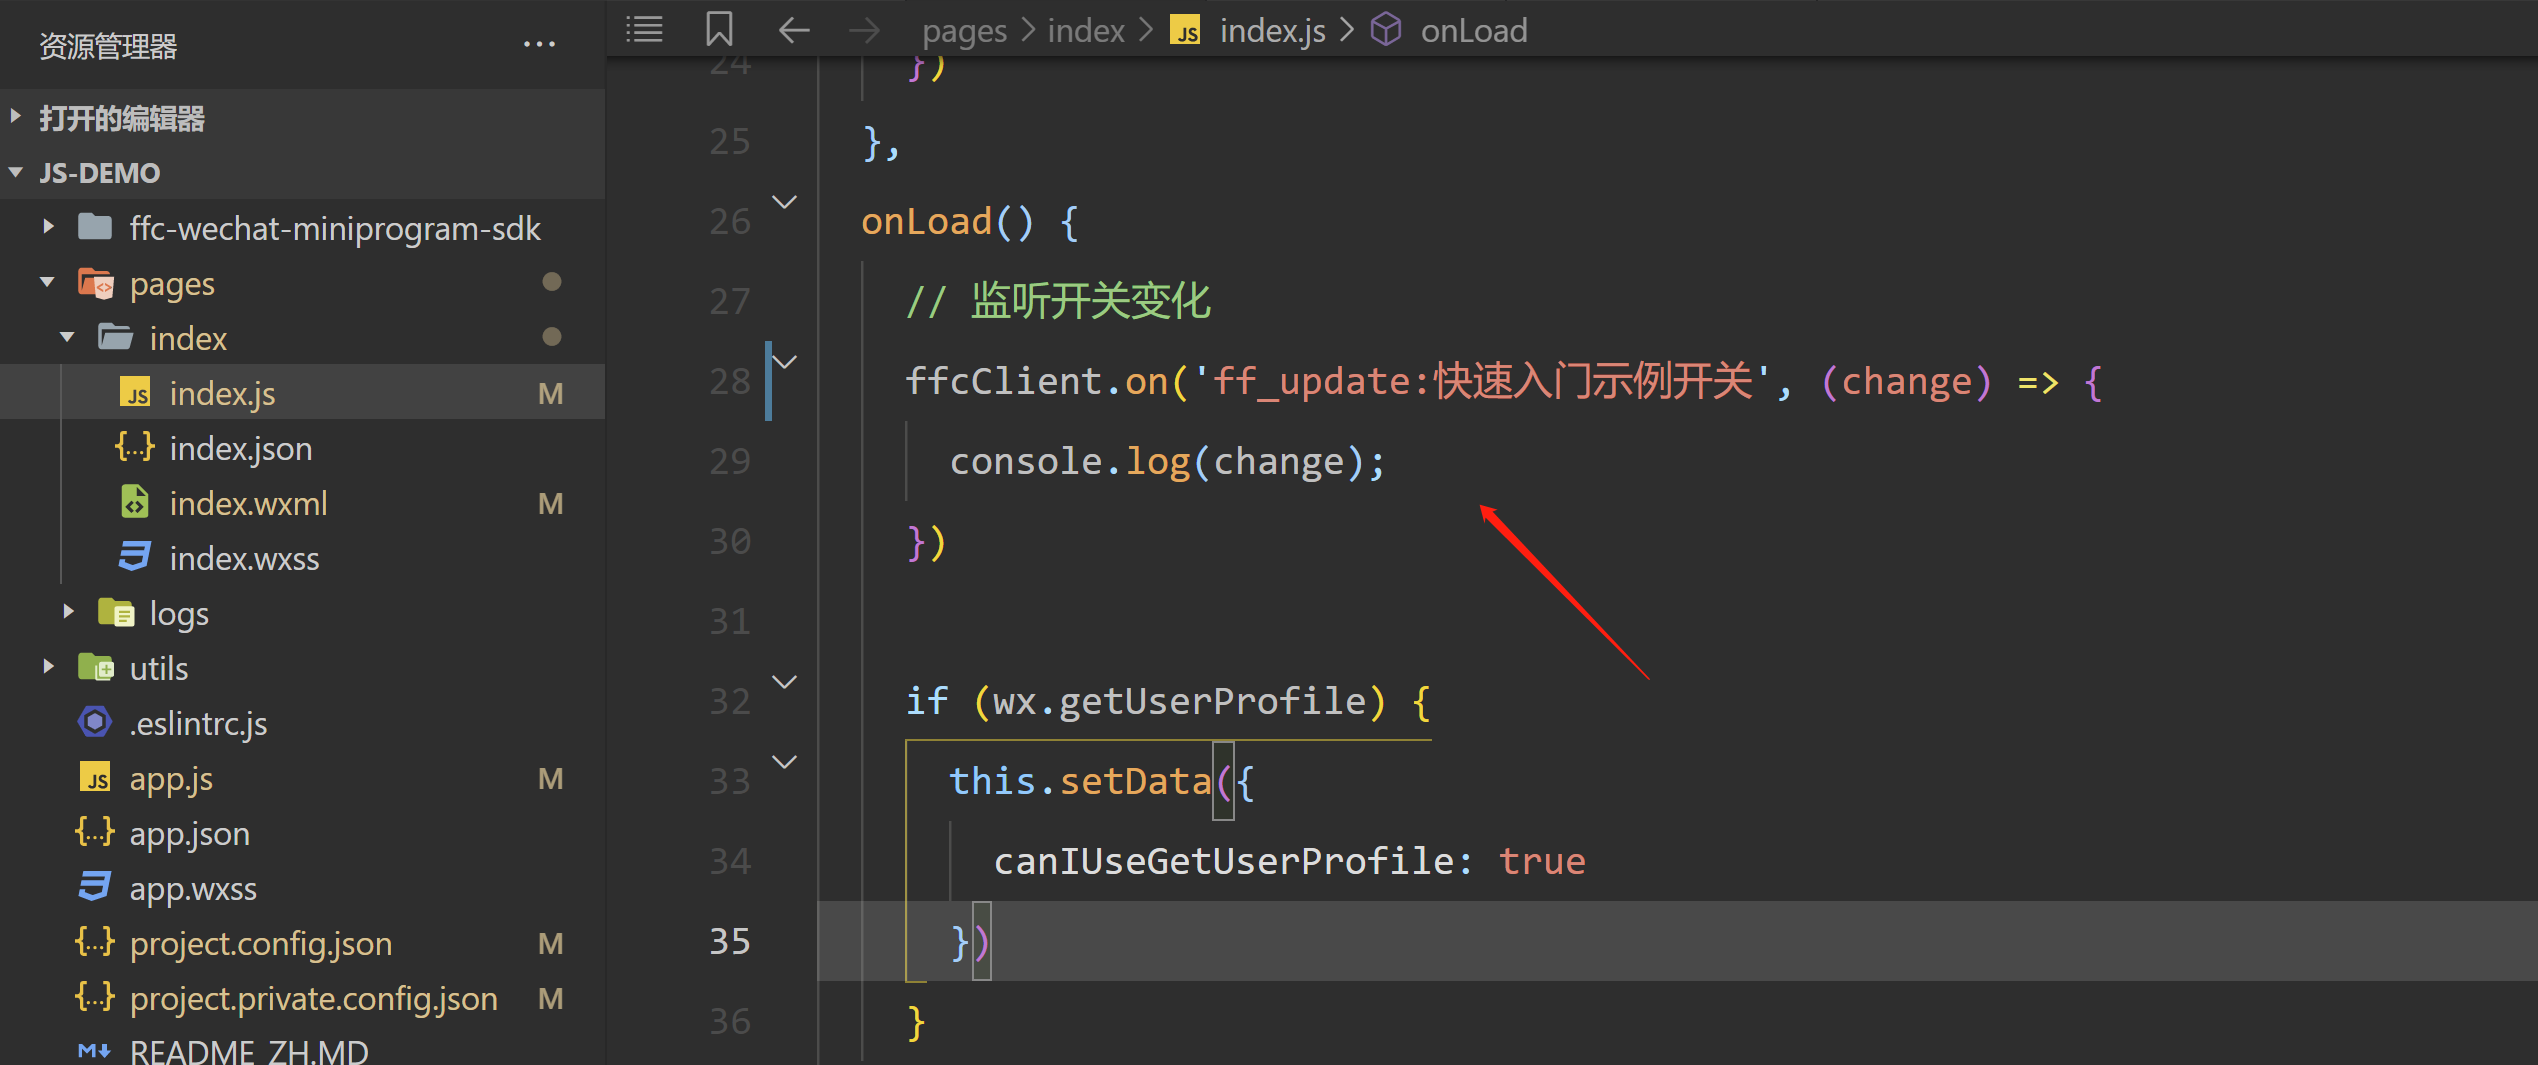 资源管理器
打开的编辑器
JS-DEMO
ffc-wechat-miniprogram-sdk
pages
index
JS index.js M
{...} index.json
index.wxml M
index.wxss
logs
utils
.eslintrc.js
JS app.js M
{...} app.json
app.wxss
{...} project.config.json M
{...} project.private.config.json M
M↓ README_ZH.MD
pages > index > JS index.js > onLoad
24 })
25 },
26 onLoad() {
27 // 监听开关变化
28 ffcClient.on('ff_update:快速入门示例开关', (change) => {
29 console.log(change);
30 })
31
32 if (wx.getUserProfile) {
33 this.setData({
34 canIUseGetUserProfile: true
35 })
36 }